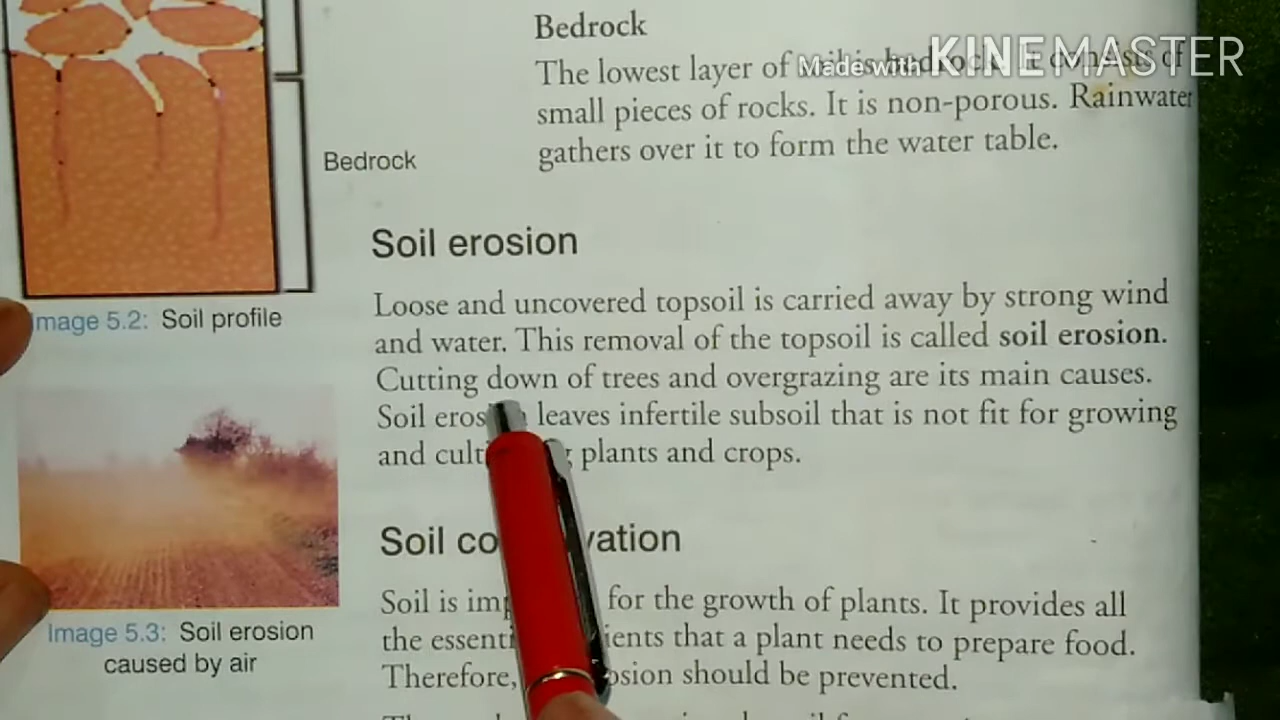 Bedrock
The lowest layer of soil is bedrock. It consists of
Made with KINEMASTER
small pieces of rocks. It is non-porous. Rainwater
gathers over it to form the water table.
Bedrock
Soil erosion
Loose and uncovered topsoil is carried away by strong wind
and water. This removal of the topsoil is called soil erosion.
Cutting down of trees and overgrazing are its main causes.
Soil eros leaves infertile subsoil that is not fit for growing
and cult g plants and crops.
Image 5.2: Soil profile
Soil co vation
Soil is imp for the growth of plants. It provides all
the essenti ients that a plant needs to prepare food.
Therefore, osion should be prevented.
Image 5.3: Soil erosion
caused by air